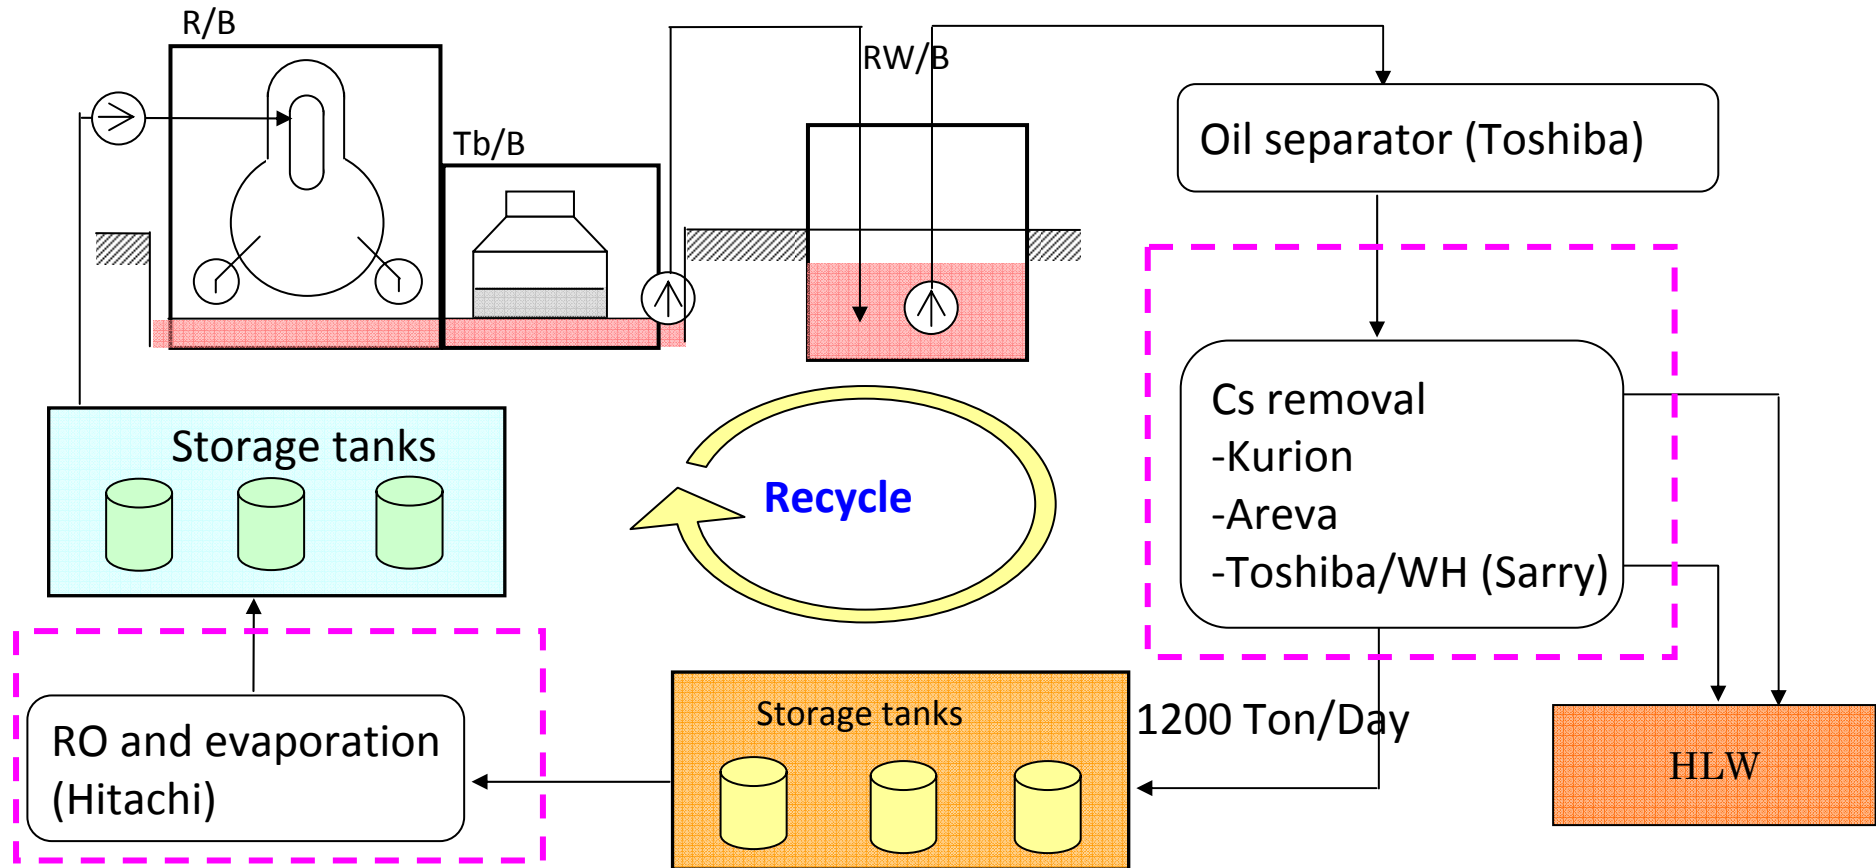 R/B
Tb/B
RW/B
Oil separator (Toshiba)
Cs removal
-Kurion
-Areva
-Toshiba/WH (Sarry)
Storage tanks
Recycle
RO and evaporation
(Hitachi)
Storage tanks
1200 Ton/Day
HLW